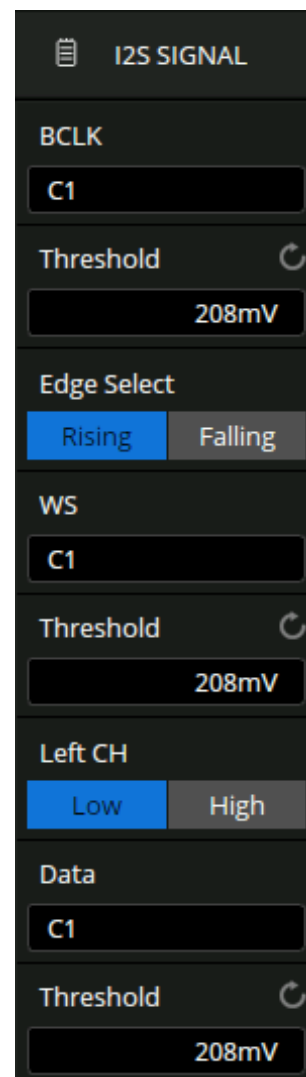 I2S SIGNAL
BCLK
C1
Threshold
208mV
Edge Select
Rising Falling
WS
C1
Threshold
208mV
Left CH
Low High
Data
C1
Threshold
208mV